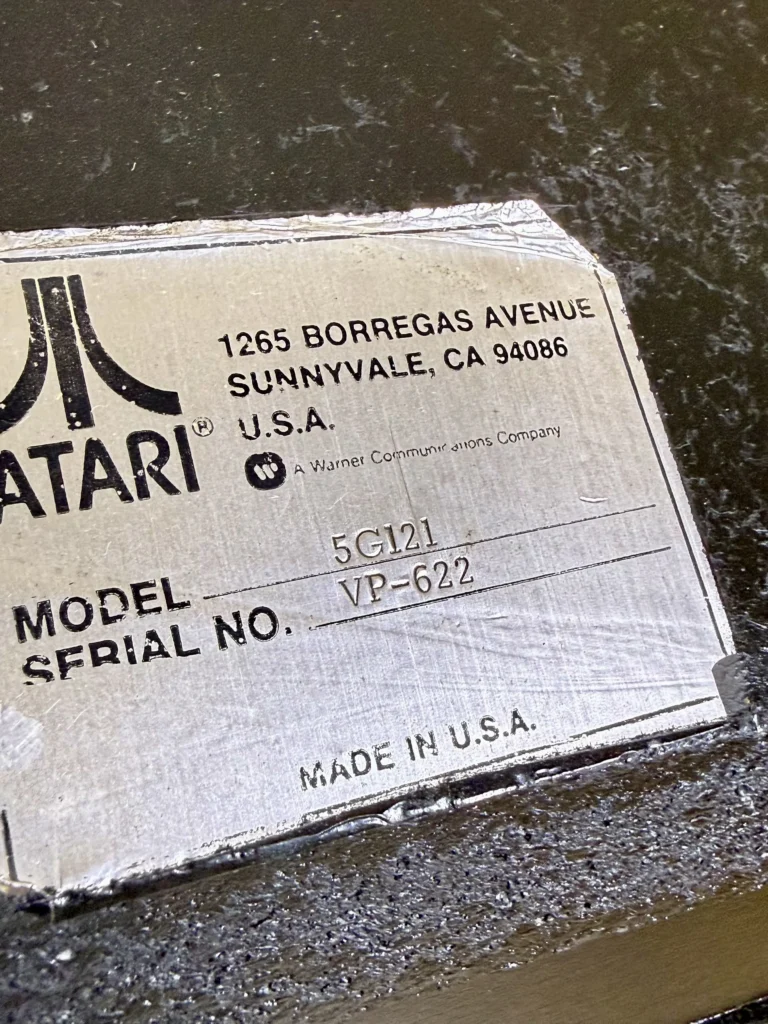 1265 BORREGAS AVENUE
SUNNYVALE, CA 94086
U.S.A.
ATARI®
A Warner Communications Company
MODEL 5G121
SERIAL NO. VP-622
MADE IN U.S.A.